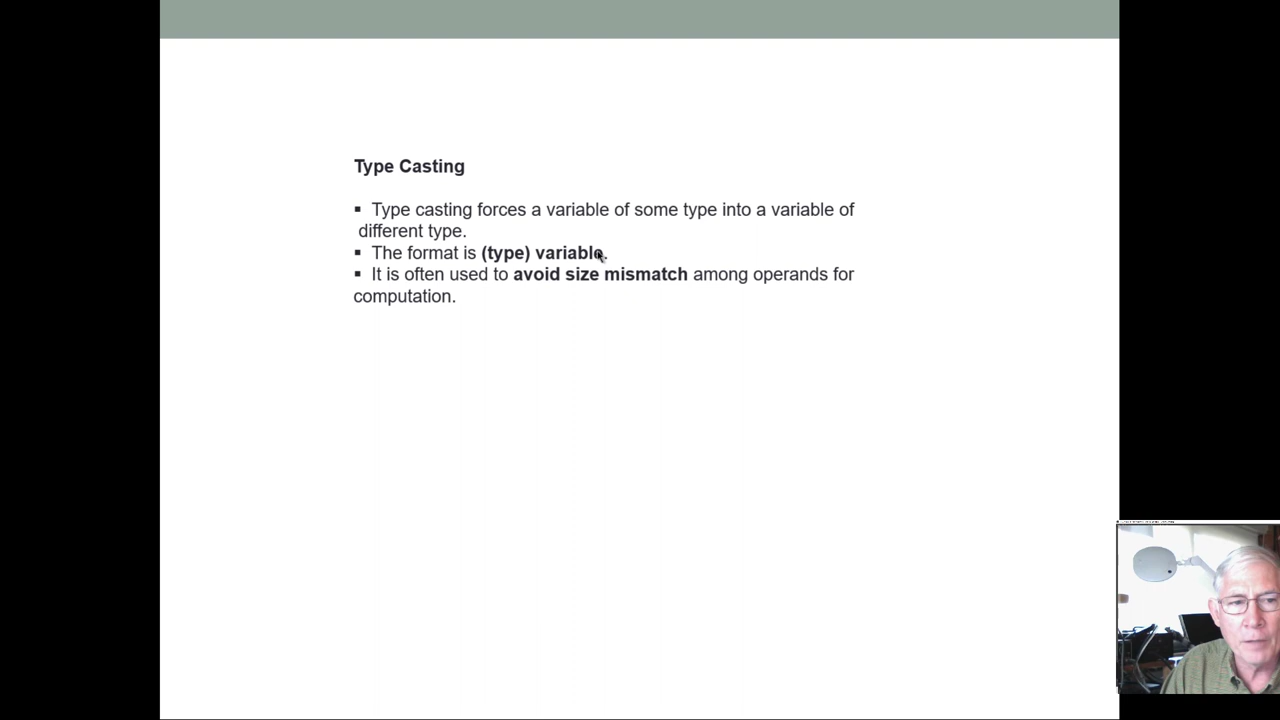 Type Casting
▪ Type casting forces a variable of some type into a variable of
different type.
▪ The format is (type) variable.
▪ It is often used to avoid size mismatch among operands for
computation.